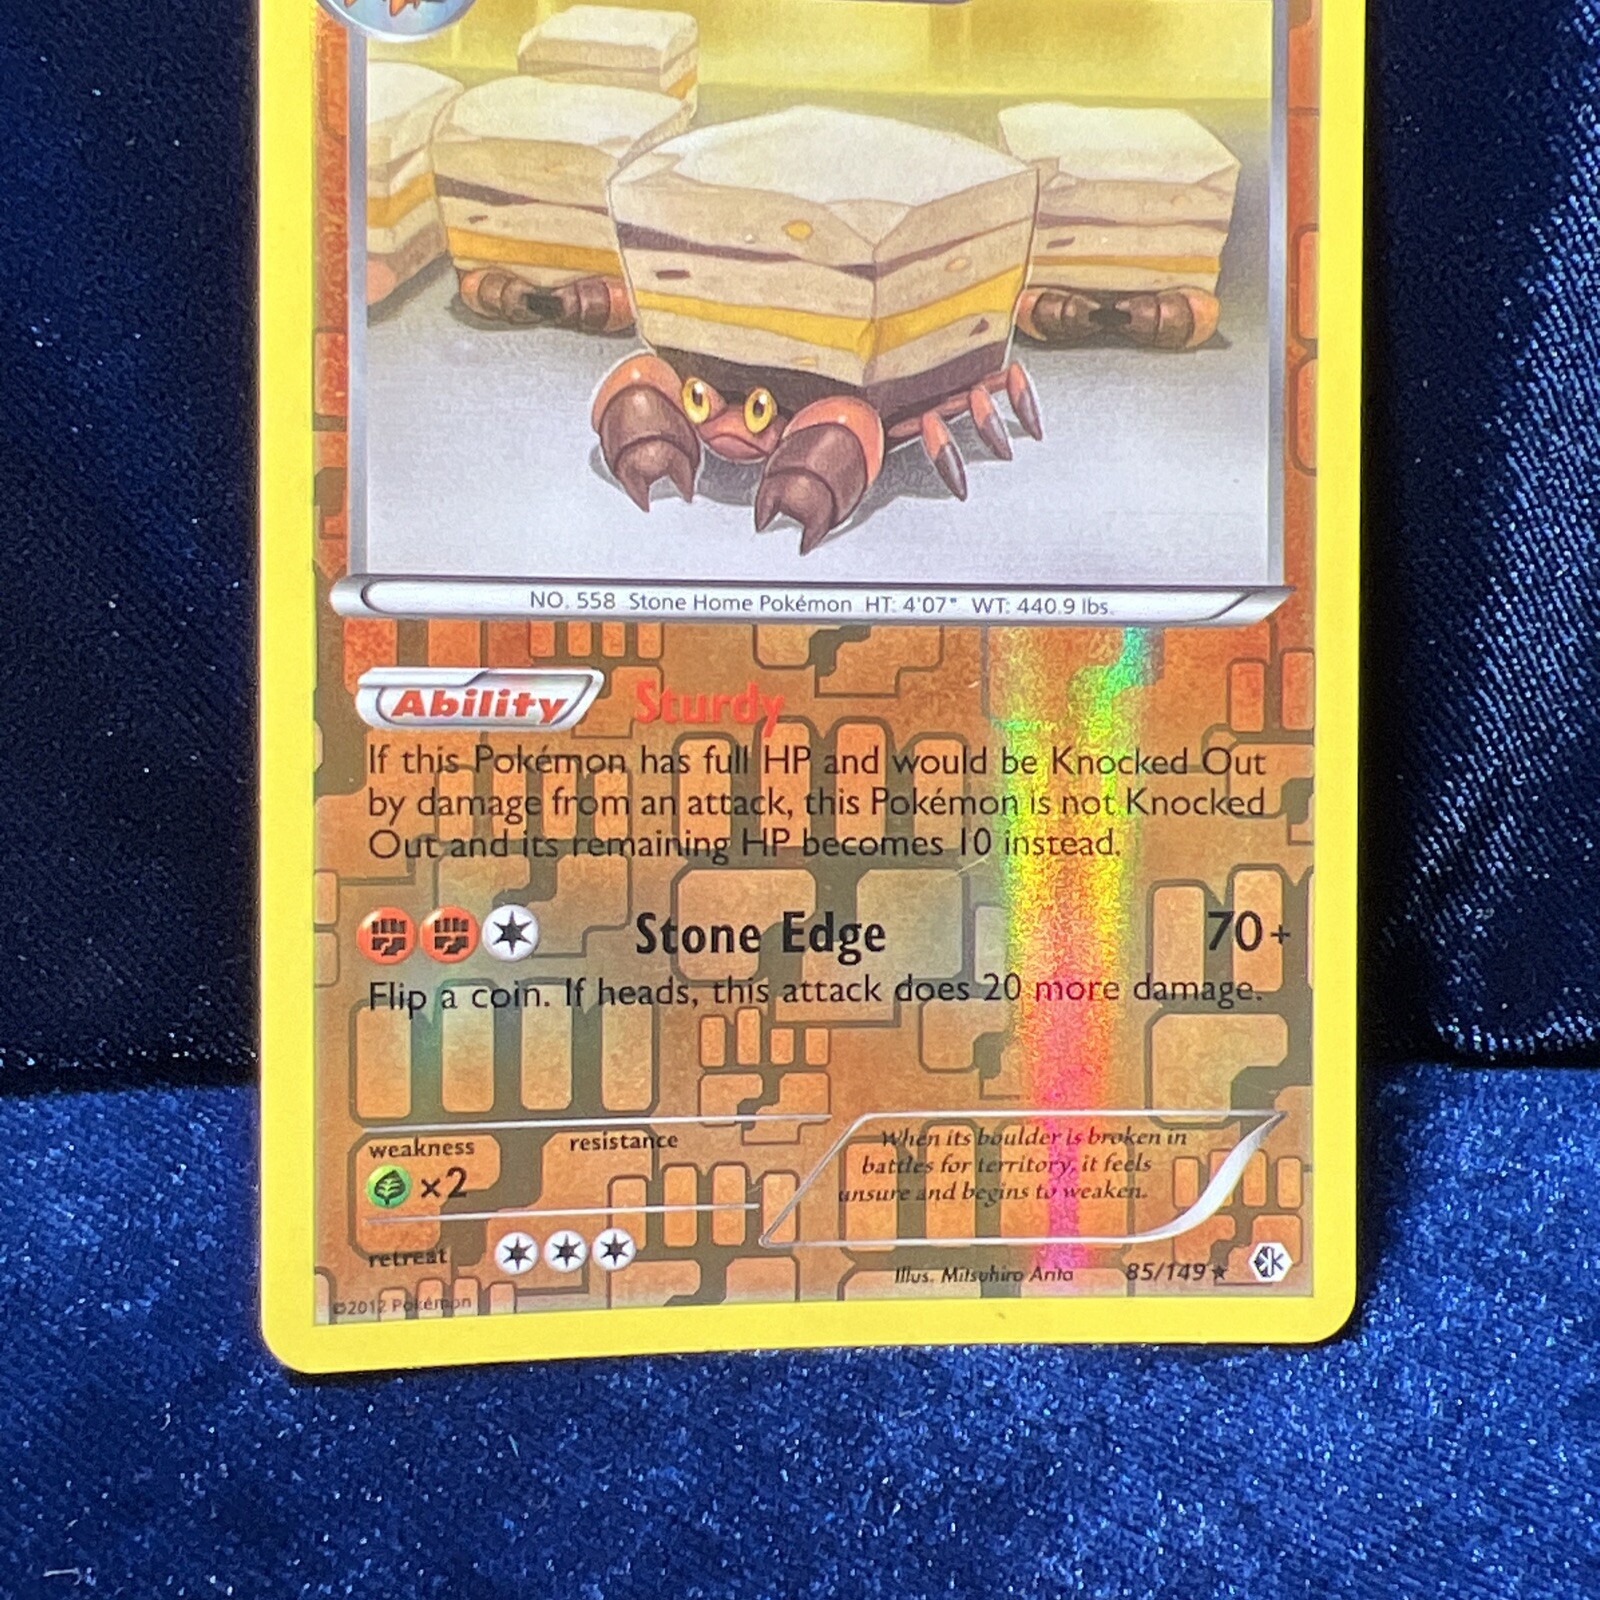 NO. 558 Stone Home Pokémon HT: 4'07" WT: 440.9 lbs.
Ability Sturdy
If this Pokémon has full HP and would be Knocked Out
by damage from an attack, this Pokémon is not Knocked
Out and its remaining HP becomes 10 instead.
Stone Edge 70+
Flip a coin. If heads, this attack does 20 more damage.
weakness resistance
×2
When its boulder is broken in
battles for territory, it feels
unsure and begins to weaken.
retreat
Illus. Mitsuhiro Arita 85/149★
©2012 Pokémon